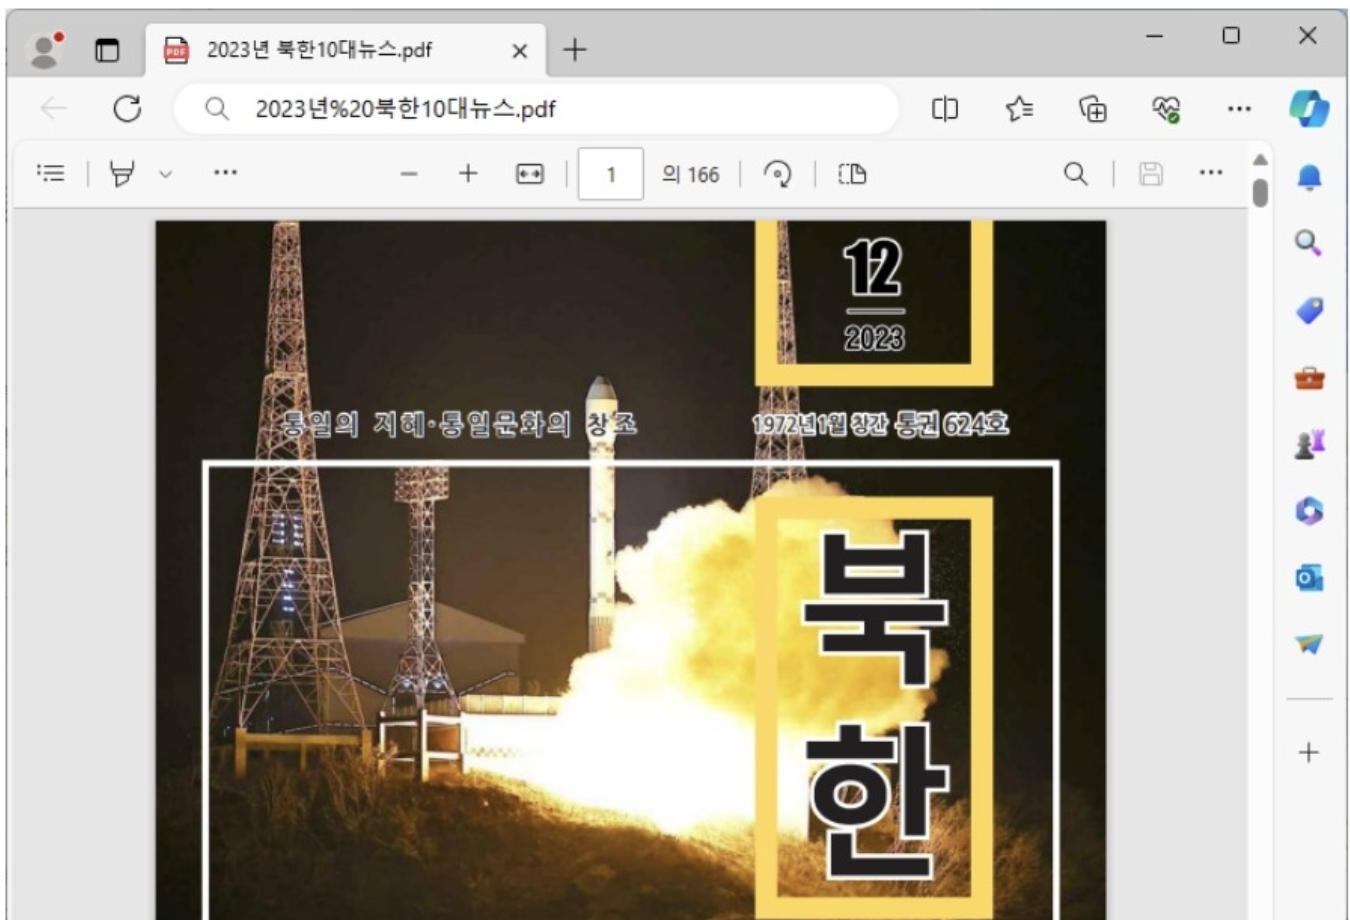 2023년 북한10대뉴스.pdf
2023년%20북한10대뉴스.pdf
1 의 166
12
2023
통일의 지혜·통일문화의 창조
1972년1월 창간 통권 624호
북한